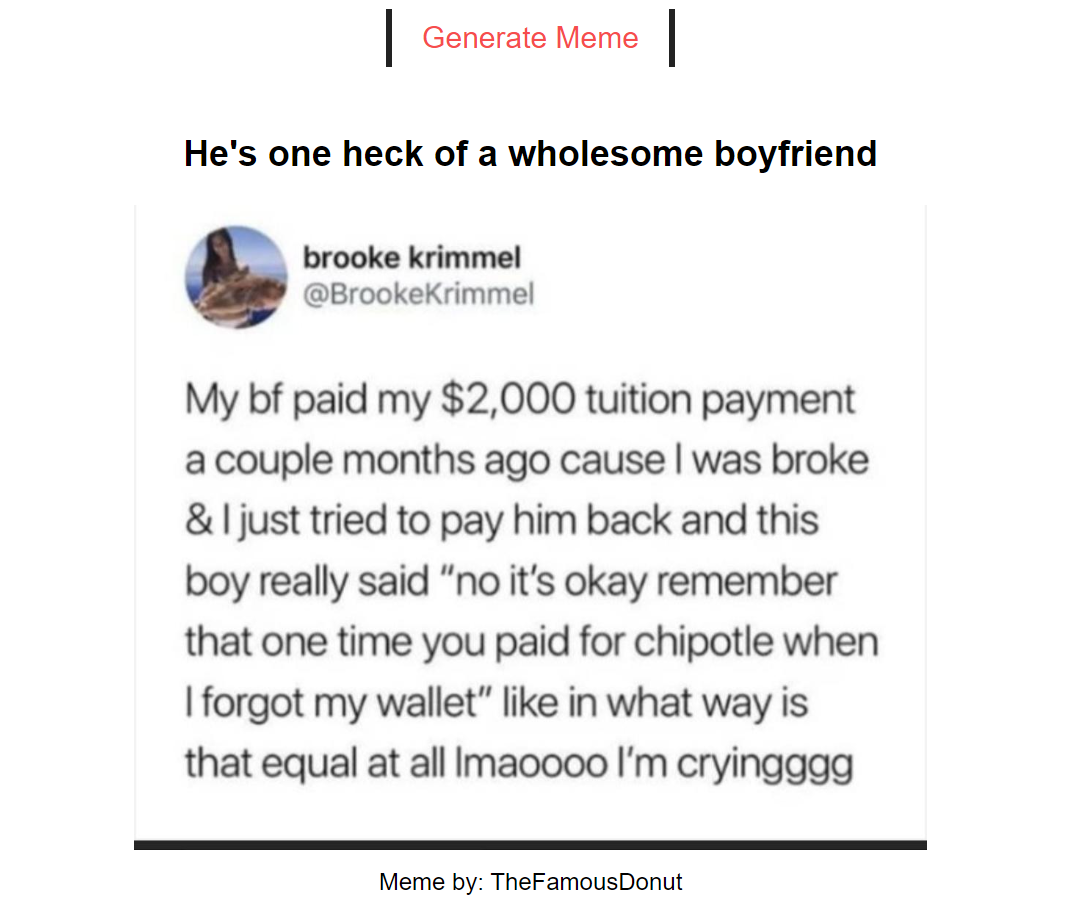 Generate Meme
He's one heck of a wholesome boyfriend
brooke krimmel
@BrookeKrimmel
My bf paid my $2,000 tuition payment
a couple months ago cause I was broke
& I just tried to pay him back and this
boy really said “no it’s okay remember
that one time you paid for chipotle when
I forgot my wallet” like in what way is
that equal at all lmaoooo I’m cryingggg
Meme by: TheFamousDonut